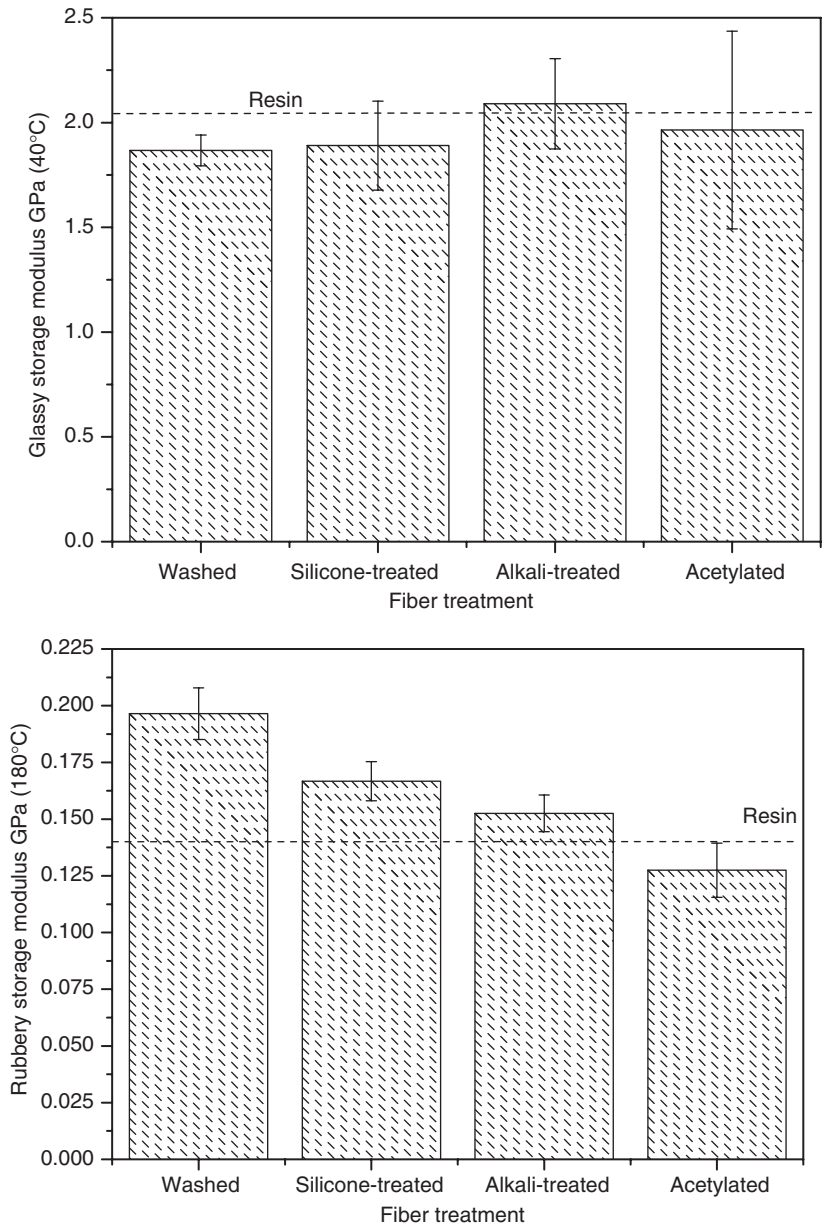 2.5
2.0
1.5
1.0
0.5
0.0
Glassy storage modulus GPa (40°C)
Resin
Washed Silicone-treated Alkali-treated Acetylated
Fiber treatment
0.225
0.200
0.175
0.150
0.125
0.100
0.075
0.050
0.025
0.000
Rubbery storage modulus GPa (180°C)
Resin
Washed Silicone-treated Alkali-treated Acetylated
Fiber treatment